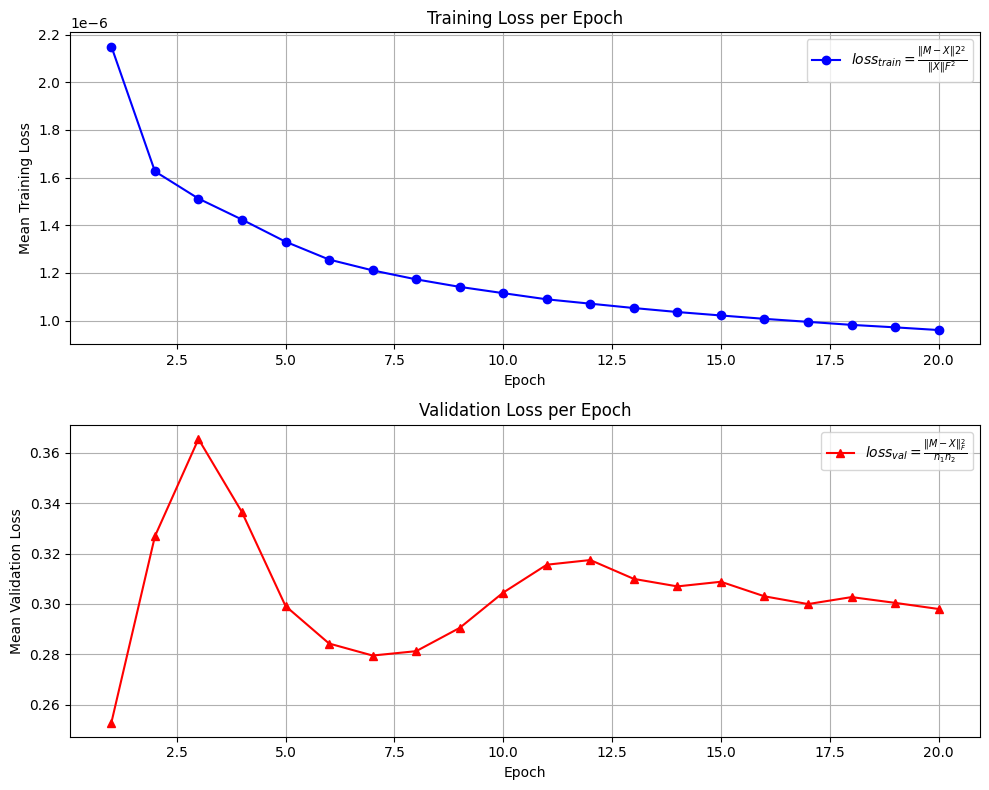 Training Loss per Epoch
1e−6
2.2
2.0
1.8
1.6
1.4
1.2
1.0
Mean Training Loss
loss_train = ‖M − X‖2² / ‖X‖F²
2.5 5.0 7.5 10.0 12.5 15.0 17.5 20.0
Epoch
Validation Loss per Epoch
0.36
0.34
0.32
0.30
0.28
0.26
Mean Validation Loss
loss_val = ‖M − X‖_F² / n₁n₂
2.5 5.0 7.5 10.0 12.5 15.0 17.5 20.0
Epoch